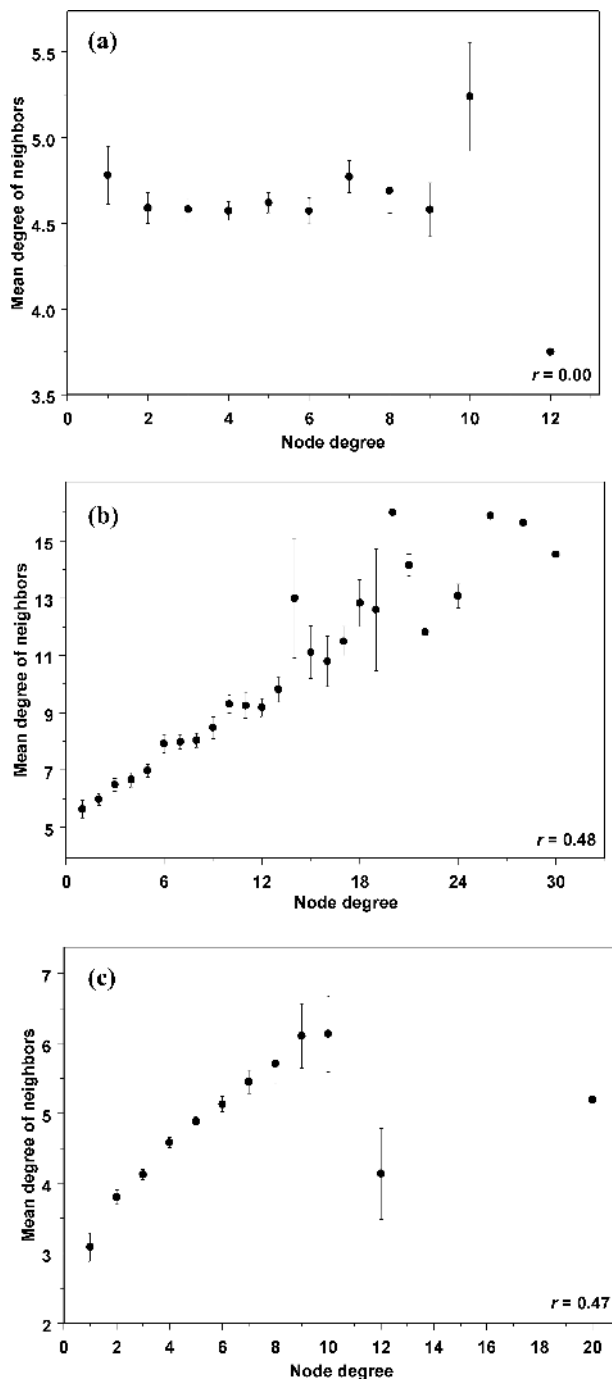 (a)
5.5
5.0
4.5
4.0
3.5
Mean degree of neighbors
r = 0.00
0 2 4 6 8 10 12
Node degree
(b)
15
13
11
9
7
5
Mean degree of neighbors
r = 0.48
0 6 12 18 24 30
Node degree
(c)
7
6
5
4
3
2
Mean degree of neighbors
r = 0.47
0 2 4 6 8 10 12 14 16 18 20
Node degree